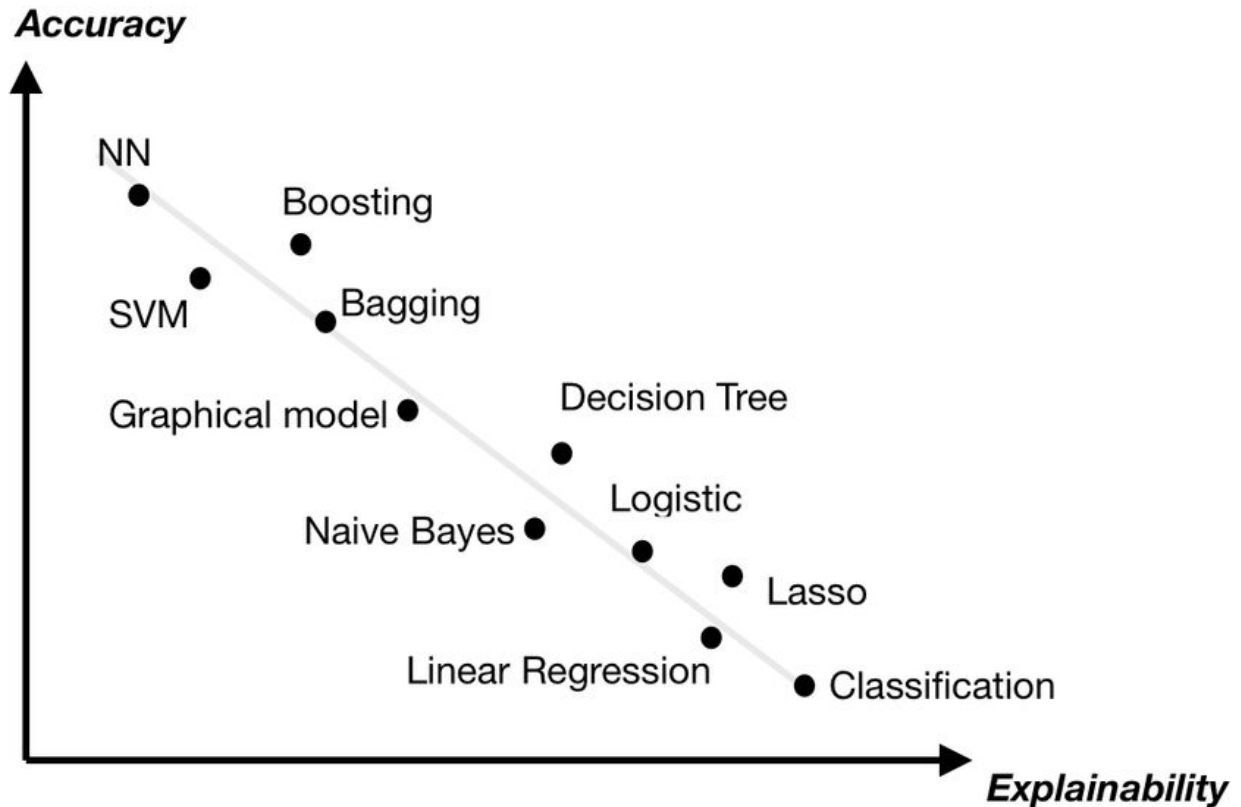 Accuracy
NN
Boosting
SVM
Bagging
Graphical model
Decision Tree
Logistic
Naive Bayes
Lasso
Linear Regression
Classification
Explainability